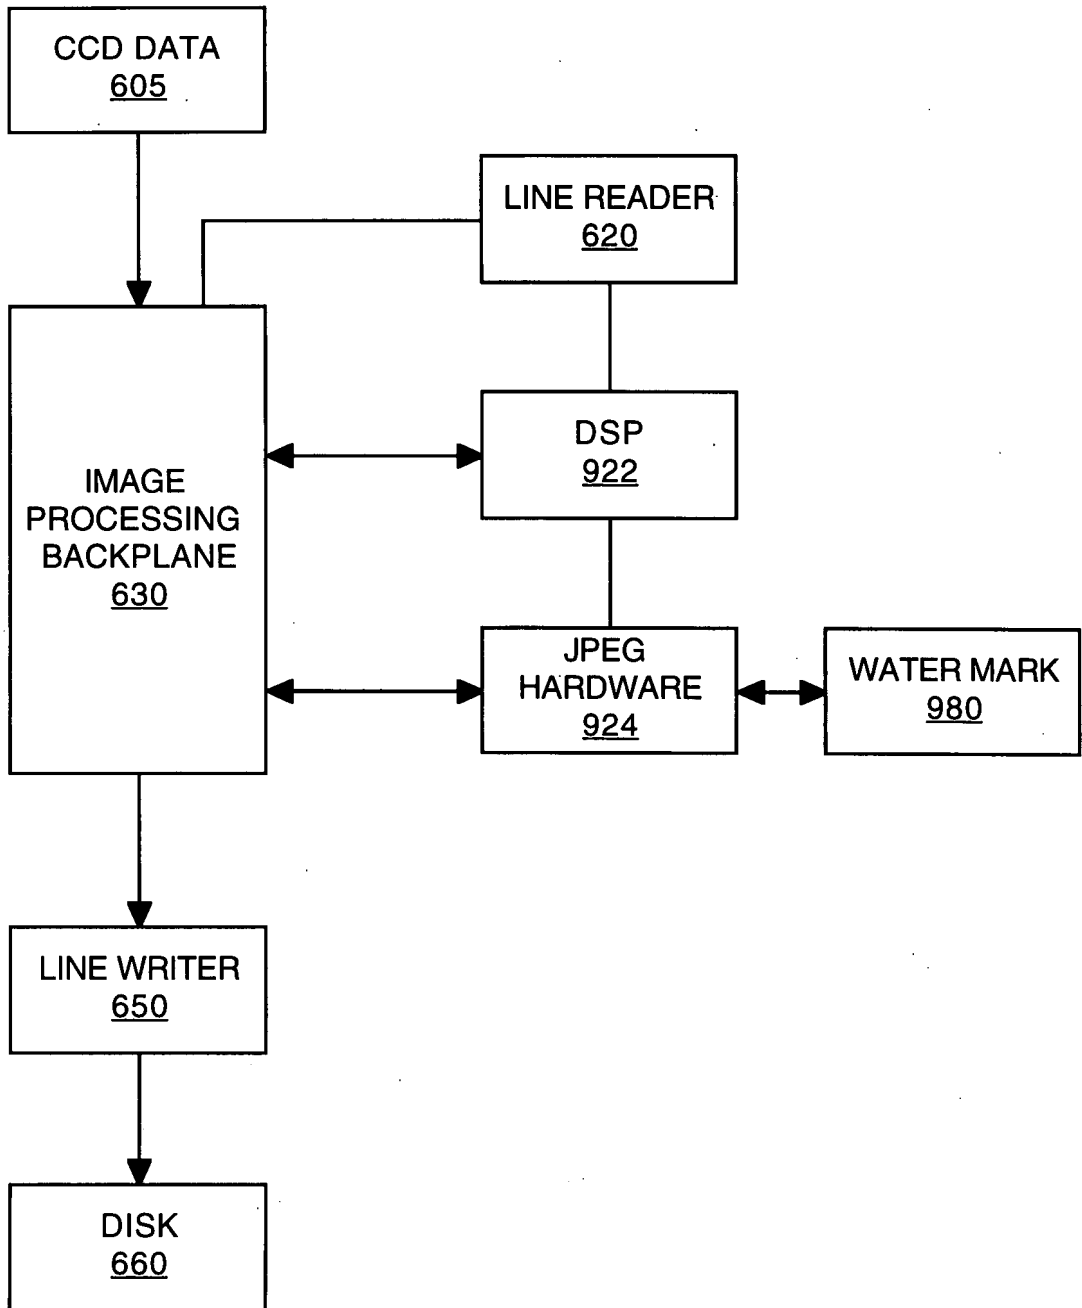 CCD DATA
605
LINE READER
620
DSP
922
IMAGE
PROCESSING
BACKPLANE
630
JPEG
HARDWARE
924
WATER MARK
980
LINE WRITER
650
DISK
660